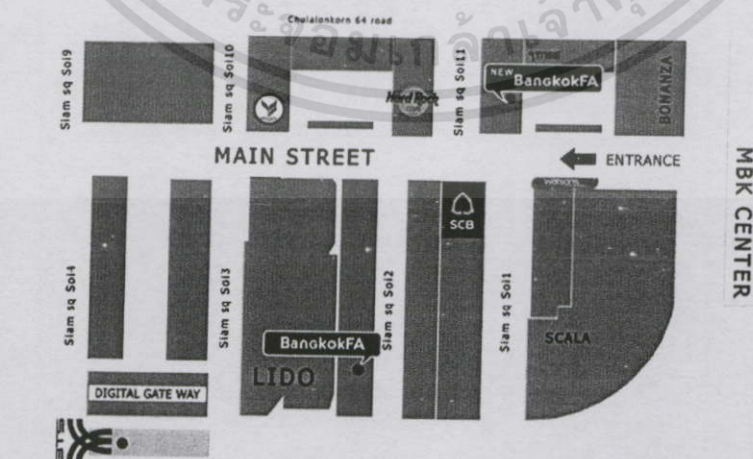 Chulalonkorn 64 road
Siam sq Soi9
Siam sq Soi10
Hard Rock
Siam sq Soi11
NEW BangkokFA
BONANZA
MAIN STREET
ENTRANCE
MBK CENTER
SCB
Siam sq Soi4
Siam sq Soi3
Siam sq Soi2
Siam sq Soi1
BangkokFA
LIDO
SCALA
DIGITAL GATE WAY